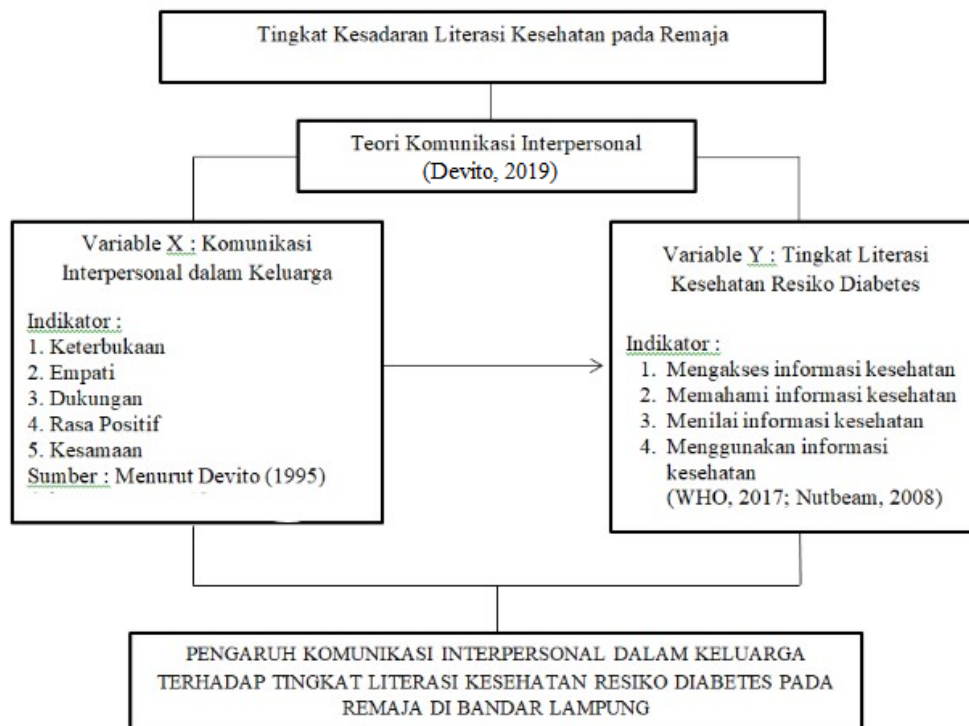 Tingkat Kesadaran Literasi Kesehatan pada Remaja
Teori Komunikasi Interpersonal
(Devito, 2019)
Variable X : Komunikasi
Interpersonal dalam Keluarga
Indikator :
1. Keterbukaan
2. Empati
3. Dukungan
4. Rasa Positif
5. Kesamaan
Sumber : Menurut Devito (1995)
Variable Y : Tingkat Literasi
Kesehatan Resiko Diabetes
Indikator :
1. Mengakses informasi kesehatan
2. Memahami informasi kesehatan
3. Menilai informasi kesehatan
4. Menggunakan informasi
kesehatan
(WHO, 2017; Nutbeam, 2008)
PENGARUH KOMUNIKASI INTERPERSONAL DALAM KELUARGA
TERHADAP TINGKAT LITERASI KESEHATAN RESIKO DIABETES PADA
REMAJA DI BANDAR LAMPUNG